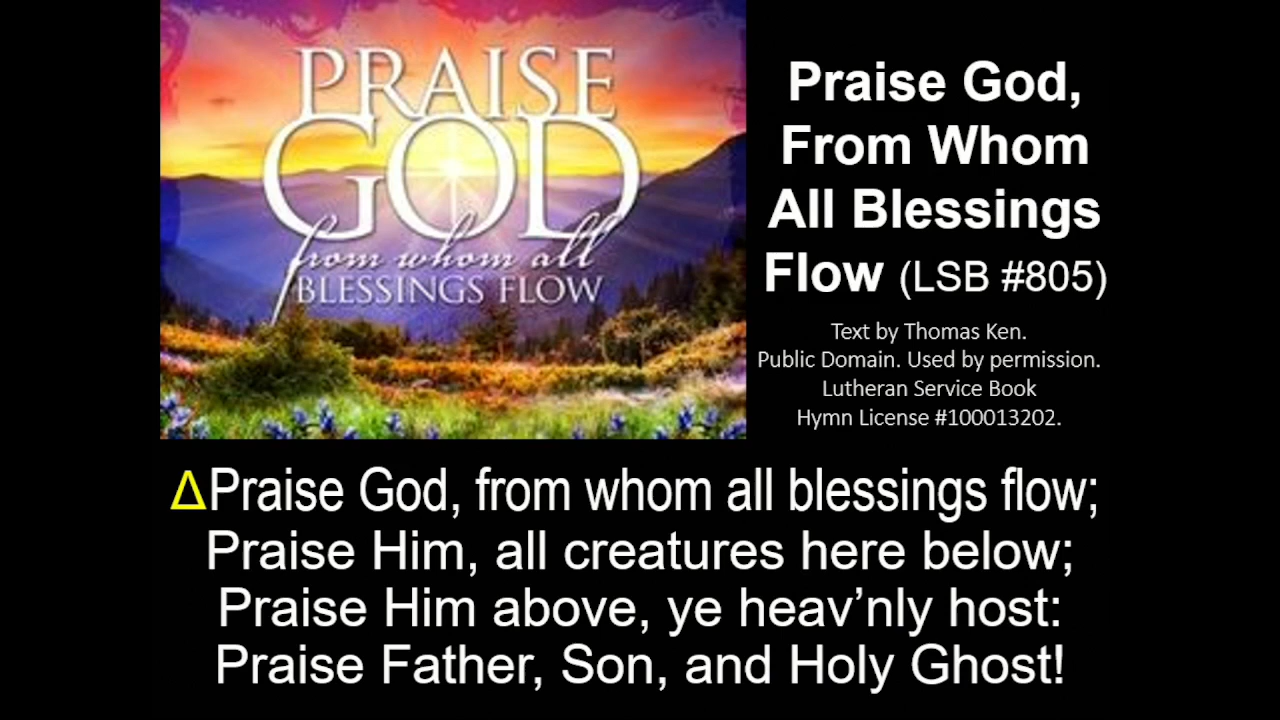 PRAISE
GOD
from whom all
BLESSINGS FLOW
Praise God,
From Whom
All Blessings
Flow (LSB #805)
Text by Thomas Ken.
Public Domain. Used by permission.
Lutheran Service Book
Hymn License #100013202.
ΔPraise God, from whom all blessings flow;
Praise Him, all creatures here below;
Praise Him above, ye heav’nly host:
Praise Father, Son, and Holy Ghost!